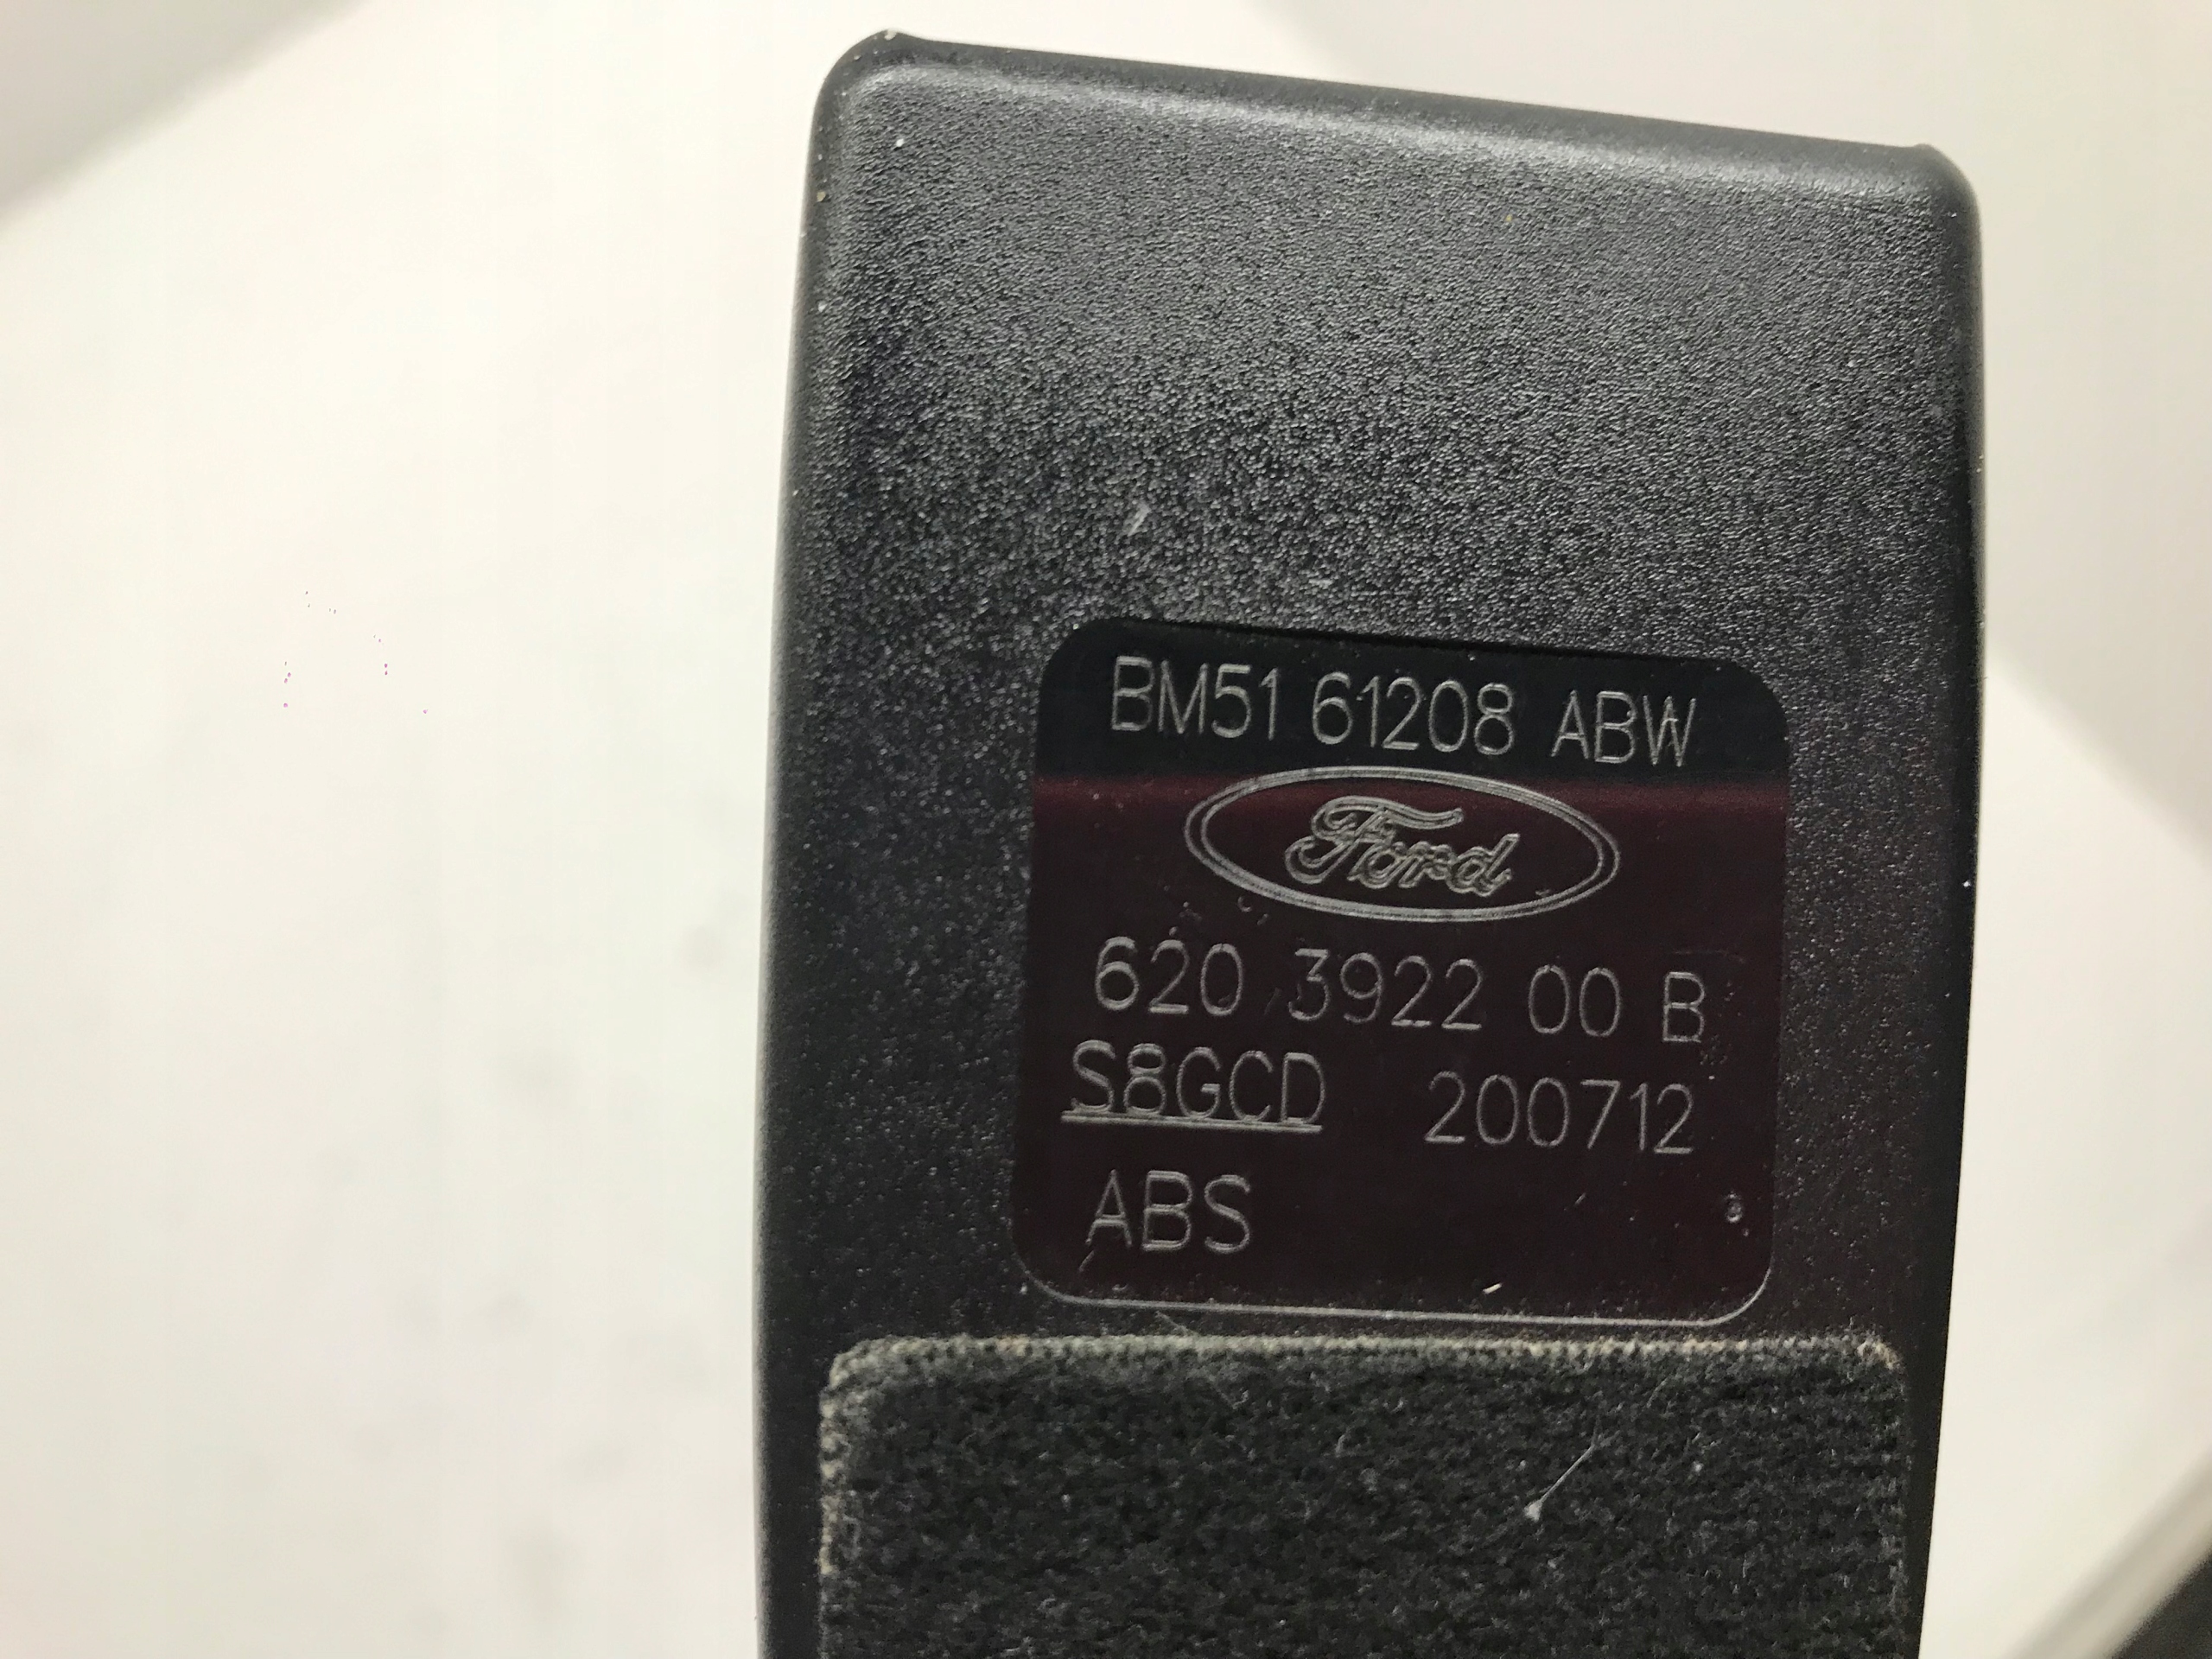 BM51 61208 ABW
Ford
620 3922 00 B
S8GCD 200712
ABS